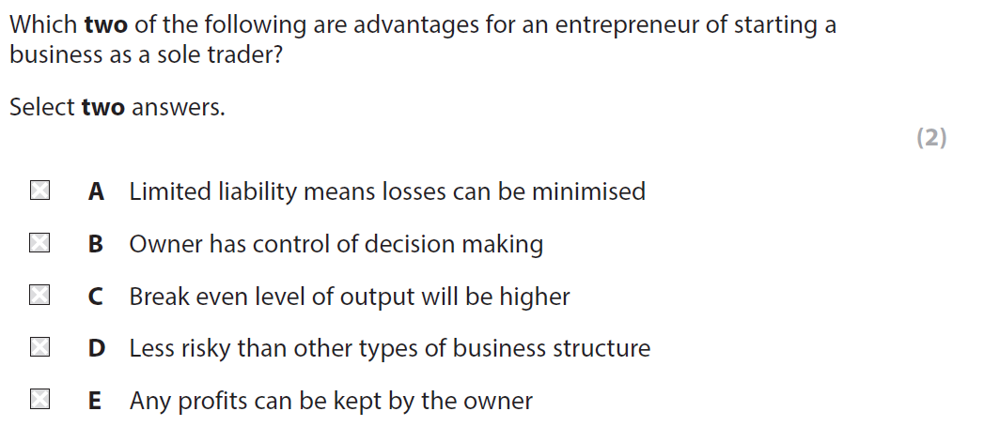 Which two of the following are advantages for an entrepreneur of starting a
business as a sole trader?
Select two answers.
(2)
A Limited liability means losses can be minimised
B Owner has control of decision making
C Break even level of output will be higher
D Less risky than other types of business structure
E Any profits can be kept by the owner